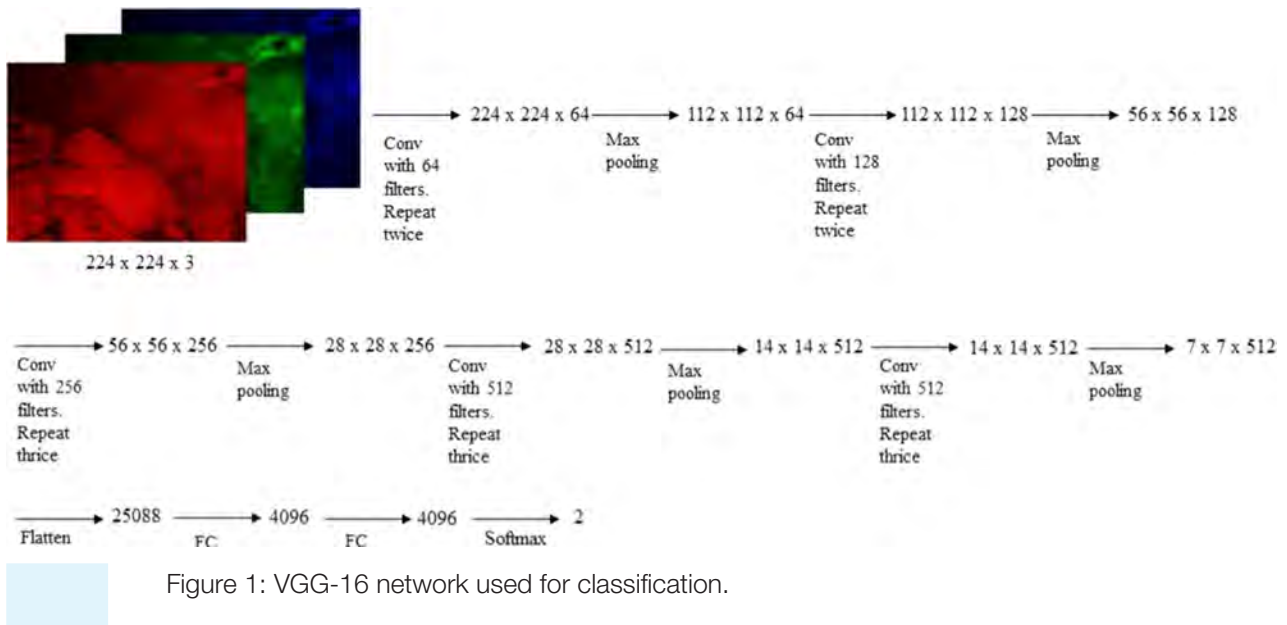 224 x 224 x 3
224 x 224 x 64
Conv
with 64
filters.
Repeat
twice
Max
pooling
112 x 112 x 64
Conv
with 128
filters.
Repeat
twice
112 x 112 x 128
Max
pooling
56 x 56 x 128
Conv
with 256
filters.
Repeat
thrice
56 x 56 x 256
Max
pooling
28 x 28 x 256
Conv
with 512
filters.
Repeat
thrice
28 x 28 x 512
Max
pooling
14 x 14 x 512
Conv
with 512
filters.
Repeat
thrice
14 x 14 x 512
Max
pooling
7 x 7 x 512
Flatten
25088
FC
4096
FC
4096
Softmax
2
Figure 1: VGG-16 network used for classification.